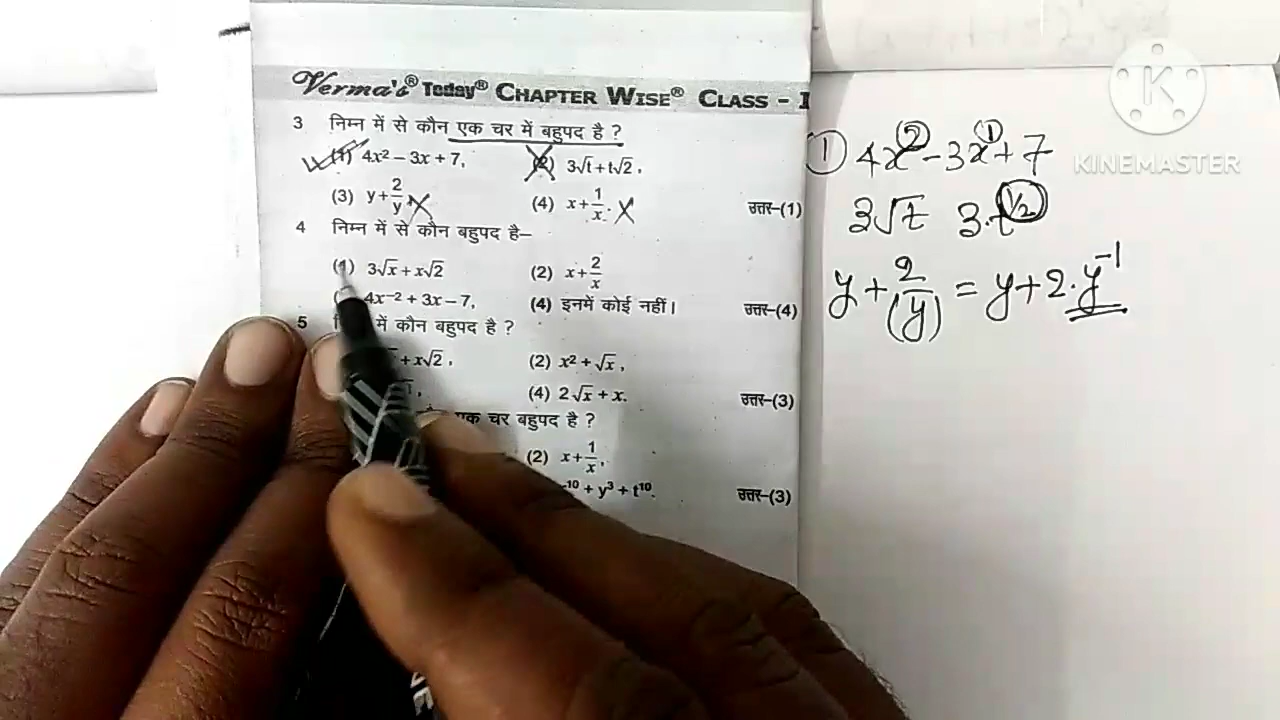 Verma's® Today® CHAPTER WISE® CLASS -
3 निम्न में से कौन एक चर में बहुपद है ?
(1) 4x² – 3x + 7, (2) 3√t + t√2 ,
(3) y + 2/y, (4) x + 1/x . उत्तर–(1)
4 निम्न में से कौन बहुपद है–
(1) 3√x + x√2 (2) x + 2/x
4x⁻² + 3x – 7, (4) इनमें कोई नहीं। उत्तर–(4)
5 में कौन बहुपद है ?
+ x√2 , (2) x² + √x ,
(4) 2√x + x. उत्तर–(3)
एक चर बहुपद है ?
(2) x + 1/x,
⁻¹⁰ + y³ + t¹⁰. उत्तर–(3)
1) 4x² - 3x¹ + 7
3√t 3.t^1/2
y + 2/(y) = y + 2.y⁻¹
K
KINEMASTER